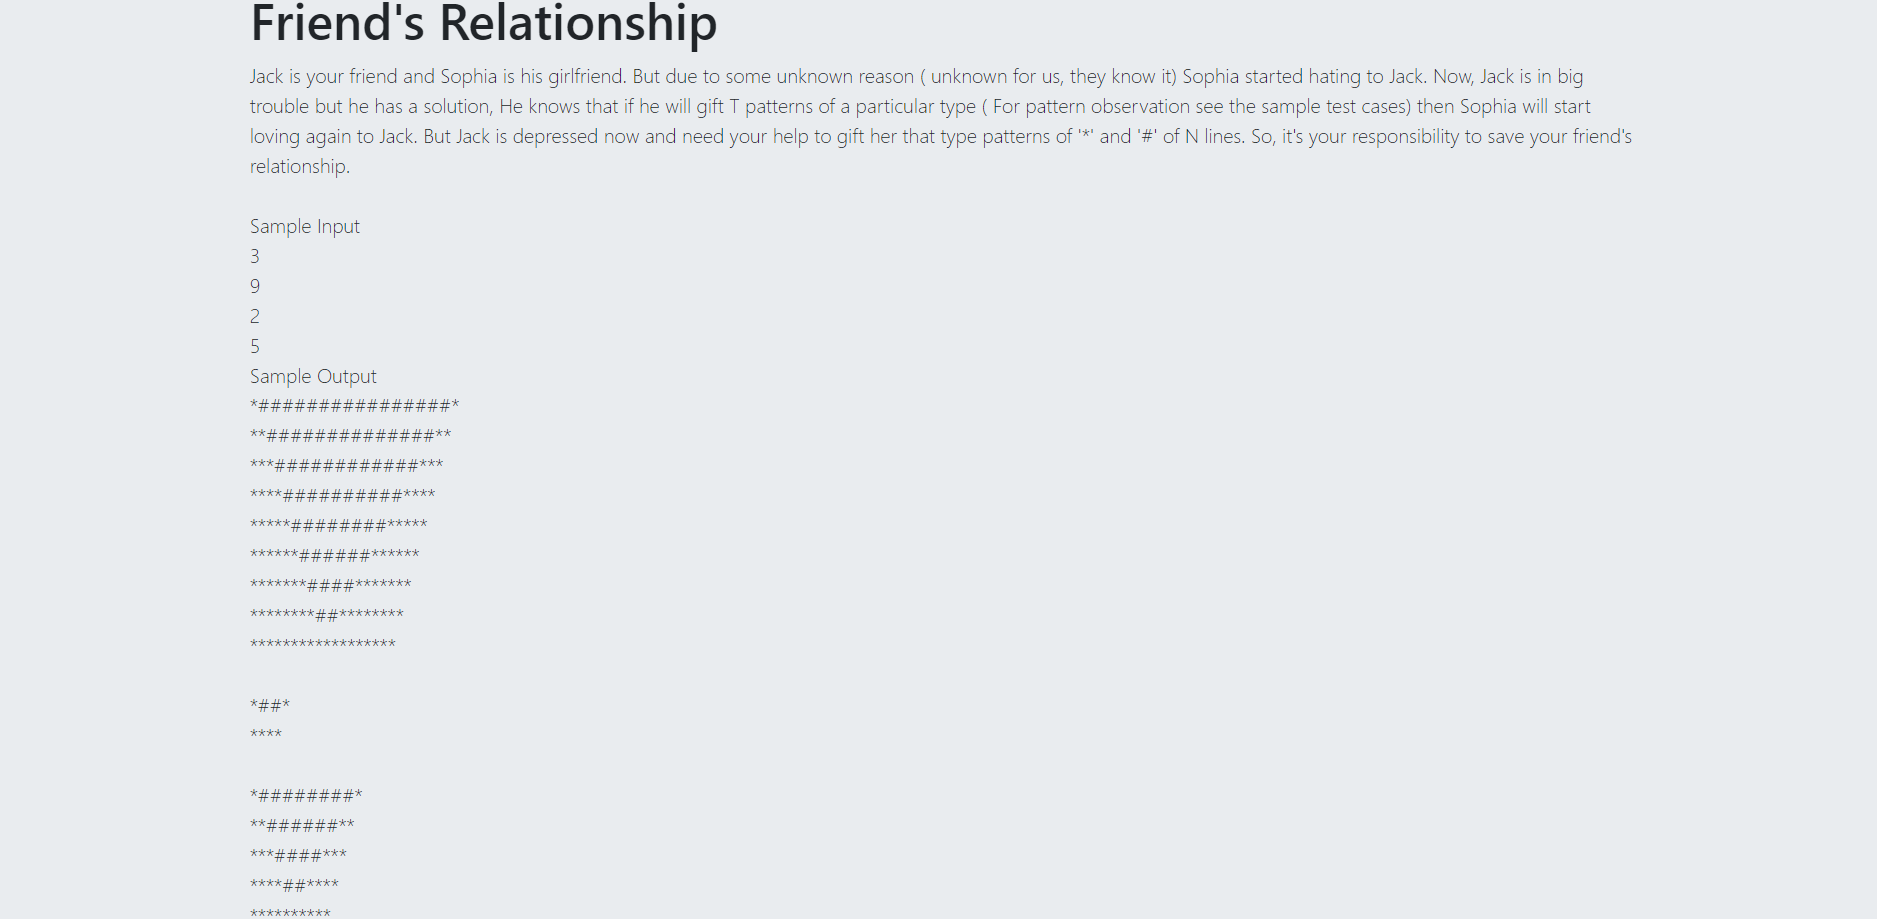 Friend's Relationship
Jack is your friend and Sophia is his girlfriend. But due to some unknown reason ( unknown for us, they know it) Sophia started hating to Jack. Now, Jack is in big
trouble but he has a solution, He knows that if he will gift T patterns of a particular type ( For pattern observation see the sample test cases) then Sophia will start
loving again to Jack. But Jack is depressed now and need your help to gift her that type patterns of '*' and '#' of N lines. So, it's your responsibility to save your friend's
relationship.
Sample Input
3
9
2
5
Sample Output
*################*
**##############**
***############***
****##########****
*****########*****
******######******
*******####*******
********##********
******************
*##*
****
*########*
**######**
***####***
****##****
**********